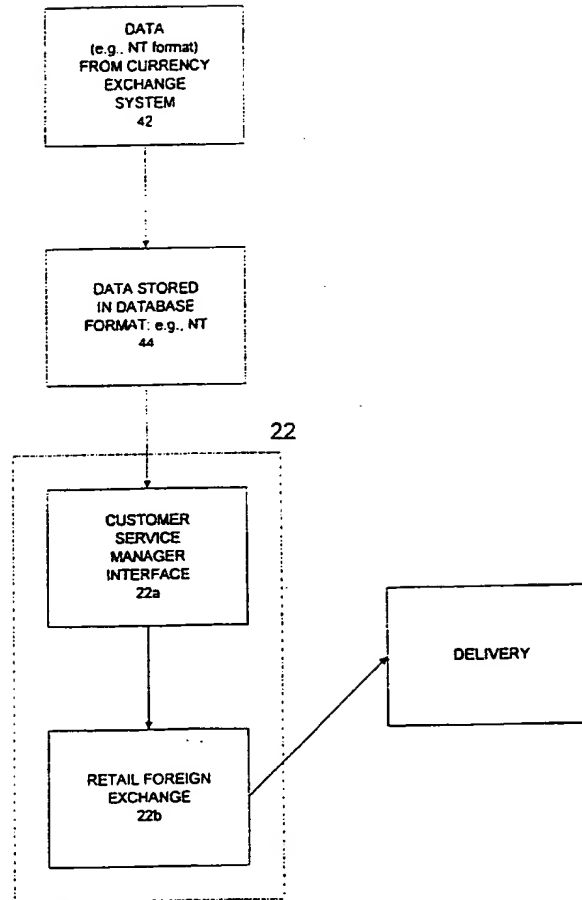 DATA
(e.g., NT format)
FROM CURRENCY
EXCHANGE
SYSTEM
42
DATA STORED
IN DATABASE
FORMAT: e.g., NT
44
22
CUSTOMER
SERVICE
MANAGER
INTERFACE
22a
DELIVERY
RETAIL FOREIGN
EXCHANGE
22b